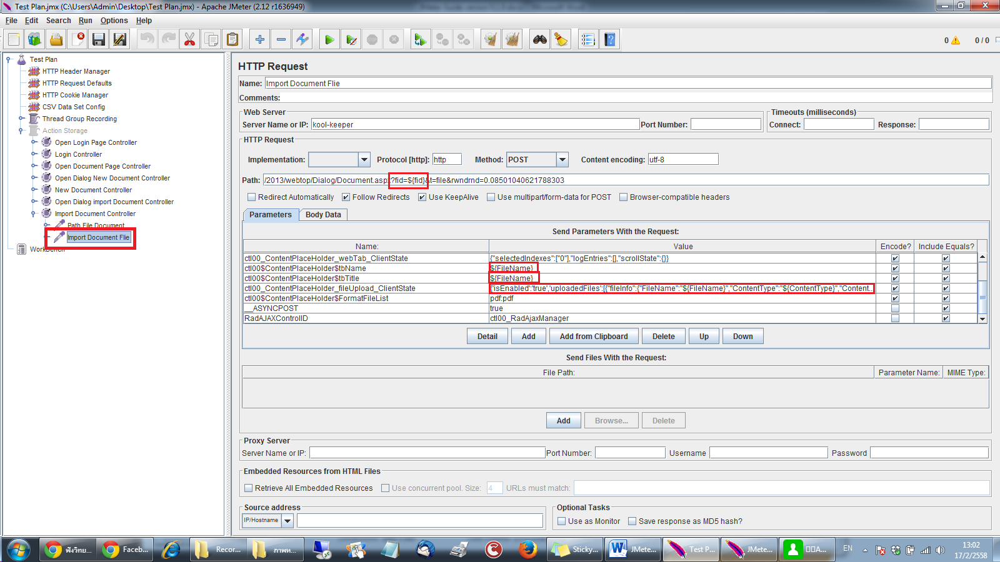 Test Plan.jmx (C:\Users\Admin\Desktop\Test Plan.jmx) - Apache JMeter (2.12 r1636949)
File Edit Search Run Options Help
0 0 / 0
Test Plan
HTTP Header Manager
HTTP Request Defaults
HTTP Cookie Manager
CSV Data Set Config
Thread Group Recording
Action Storage
Open Login Page Controller
Login Controller
Open Document Page Controller
Open Dialog New Document Controller
New Document Controller
Open Dialog import Document Controller
Import Document Controller
Path File Document
Import Document Flie
WorkBench
HTTP Request
Name: Import Document Flie
Comments:
Web Server
Server Name or IP: kool-keeper Port Number:
Timeouts (milliseconds)
Connect: Response:
HTTP Request
Implementation: Protocol [http]: http Method: POST Content encoding: utf-8
Path: /2013/webtop/Dialog/Document.aspx?fid=${fid}&t=file&rwndrnd=0.08501040621788303
Redirect Automatically Follow Redirects Use KeepAlive Use multipart/form-data for POST Browser-compatible headers
Parameters Body Data
Send Parameters With the Request:
Name: Value Encode? Include Equals?
ctl00_ContentPlaceHolder_webTab_ClientState {"selectedIndexes":["0"],"logEntries":[],"scrollState":{}}
ctl00$ContentPlaceHolder$tbName ${FileName}
ctl00$ContentPlaceHolder$tbTitle ${FileName}
ctl00_ContentPlaceHolder_fileUpload_ClientState {"isEnabled":'true','uploadedFiles':[{"fileInfo":{"FileName":"${FileName}","ContentType":"${ContentType}","Content...
ctl00$ContentPlaceHolder$FormatFileList pdf:pdf
__ASYNCPOST true
RadAJAXControlID ctl00_RadAjaxManager
Detail Add Add from Clipboard Delete Up Down
Send Files With the Request:
File Path: Parameter Name: MIME Type:
Add Browse... Delete
Proxy Server
Server Name or IP: Port Number: Username Password
Embedded Resources from HTML Files
Retrieve All Embedded Resources Use concurrent pool. Size: 4 URLs must match:
Source address
IP/Hostname
Optional Tasks
Use as Monitor Save response as MD5 hash?
ฟังวิทย... Faceb... Recor... ภาพท... Sticky... JMete... Test P... JMete... A... EN 13:02
17/2/2558